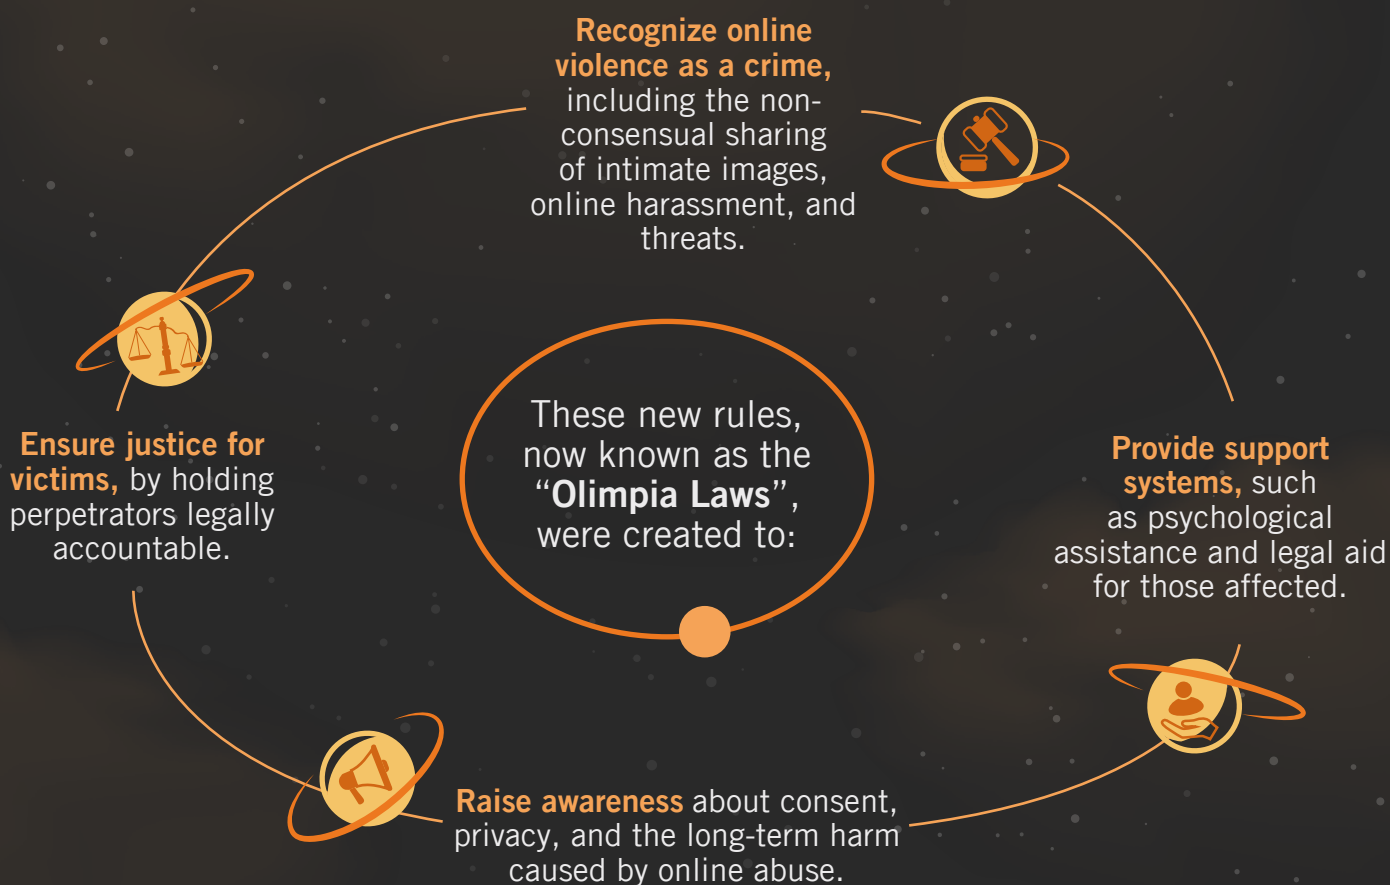 Recognize online
violence as a crime,
including the non-
consensual sharing
of intimate images,
online harassment, and
threats.
These new rules,
now known as the
“Olimpia Laws”,
were created to:
Ensure justice for
victims, by holding
perpetrators legally
accountable.
Provide support
systems, such
as psychological
assistance and legal aid
for those affected.
Raise awareness about consent,
privacy, and the long-term harm
caused by online abuse.